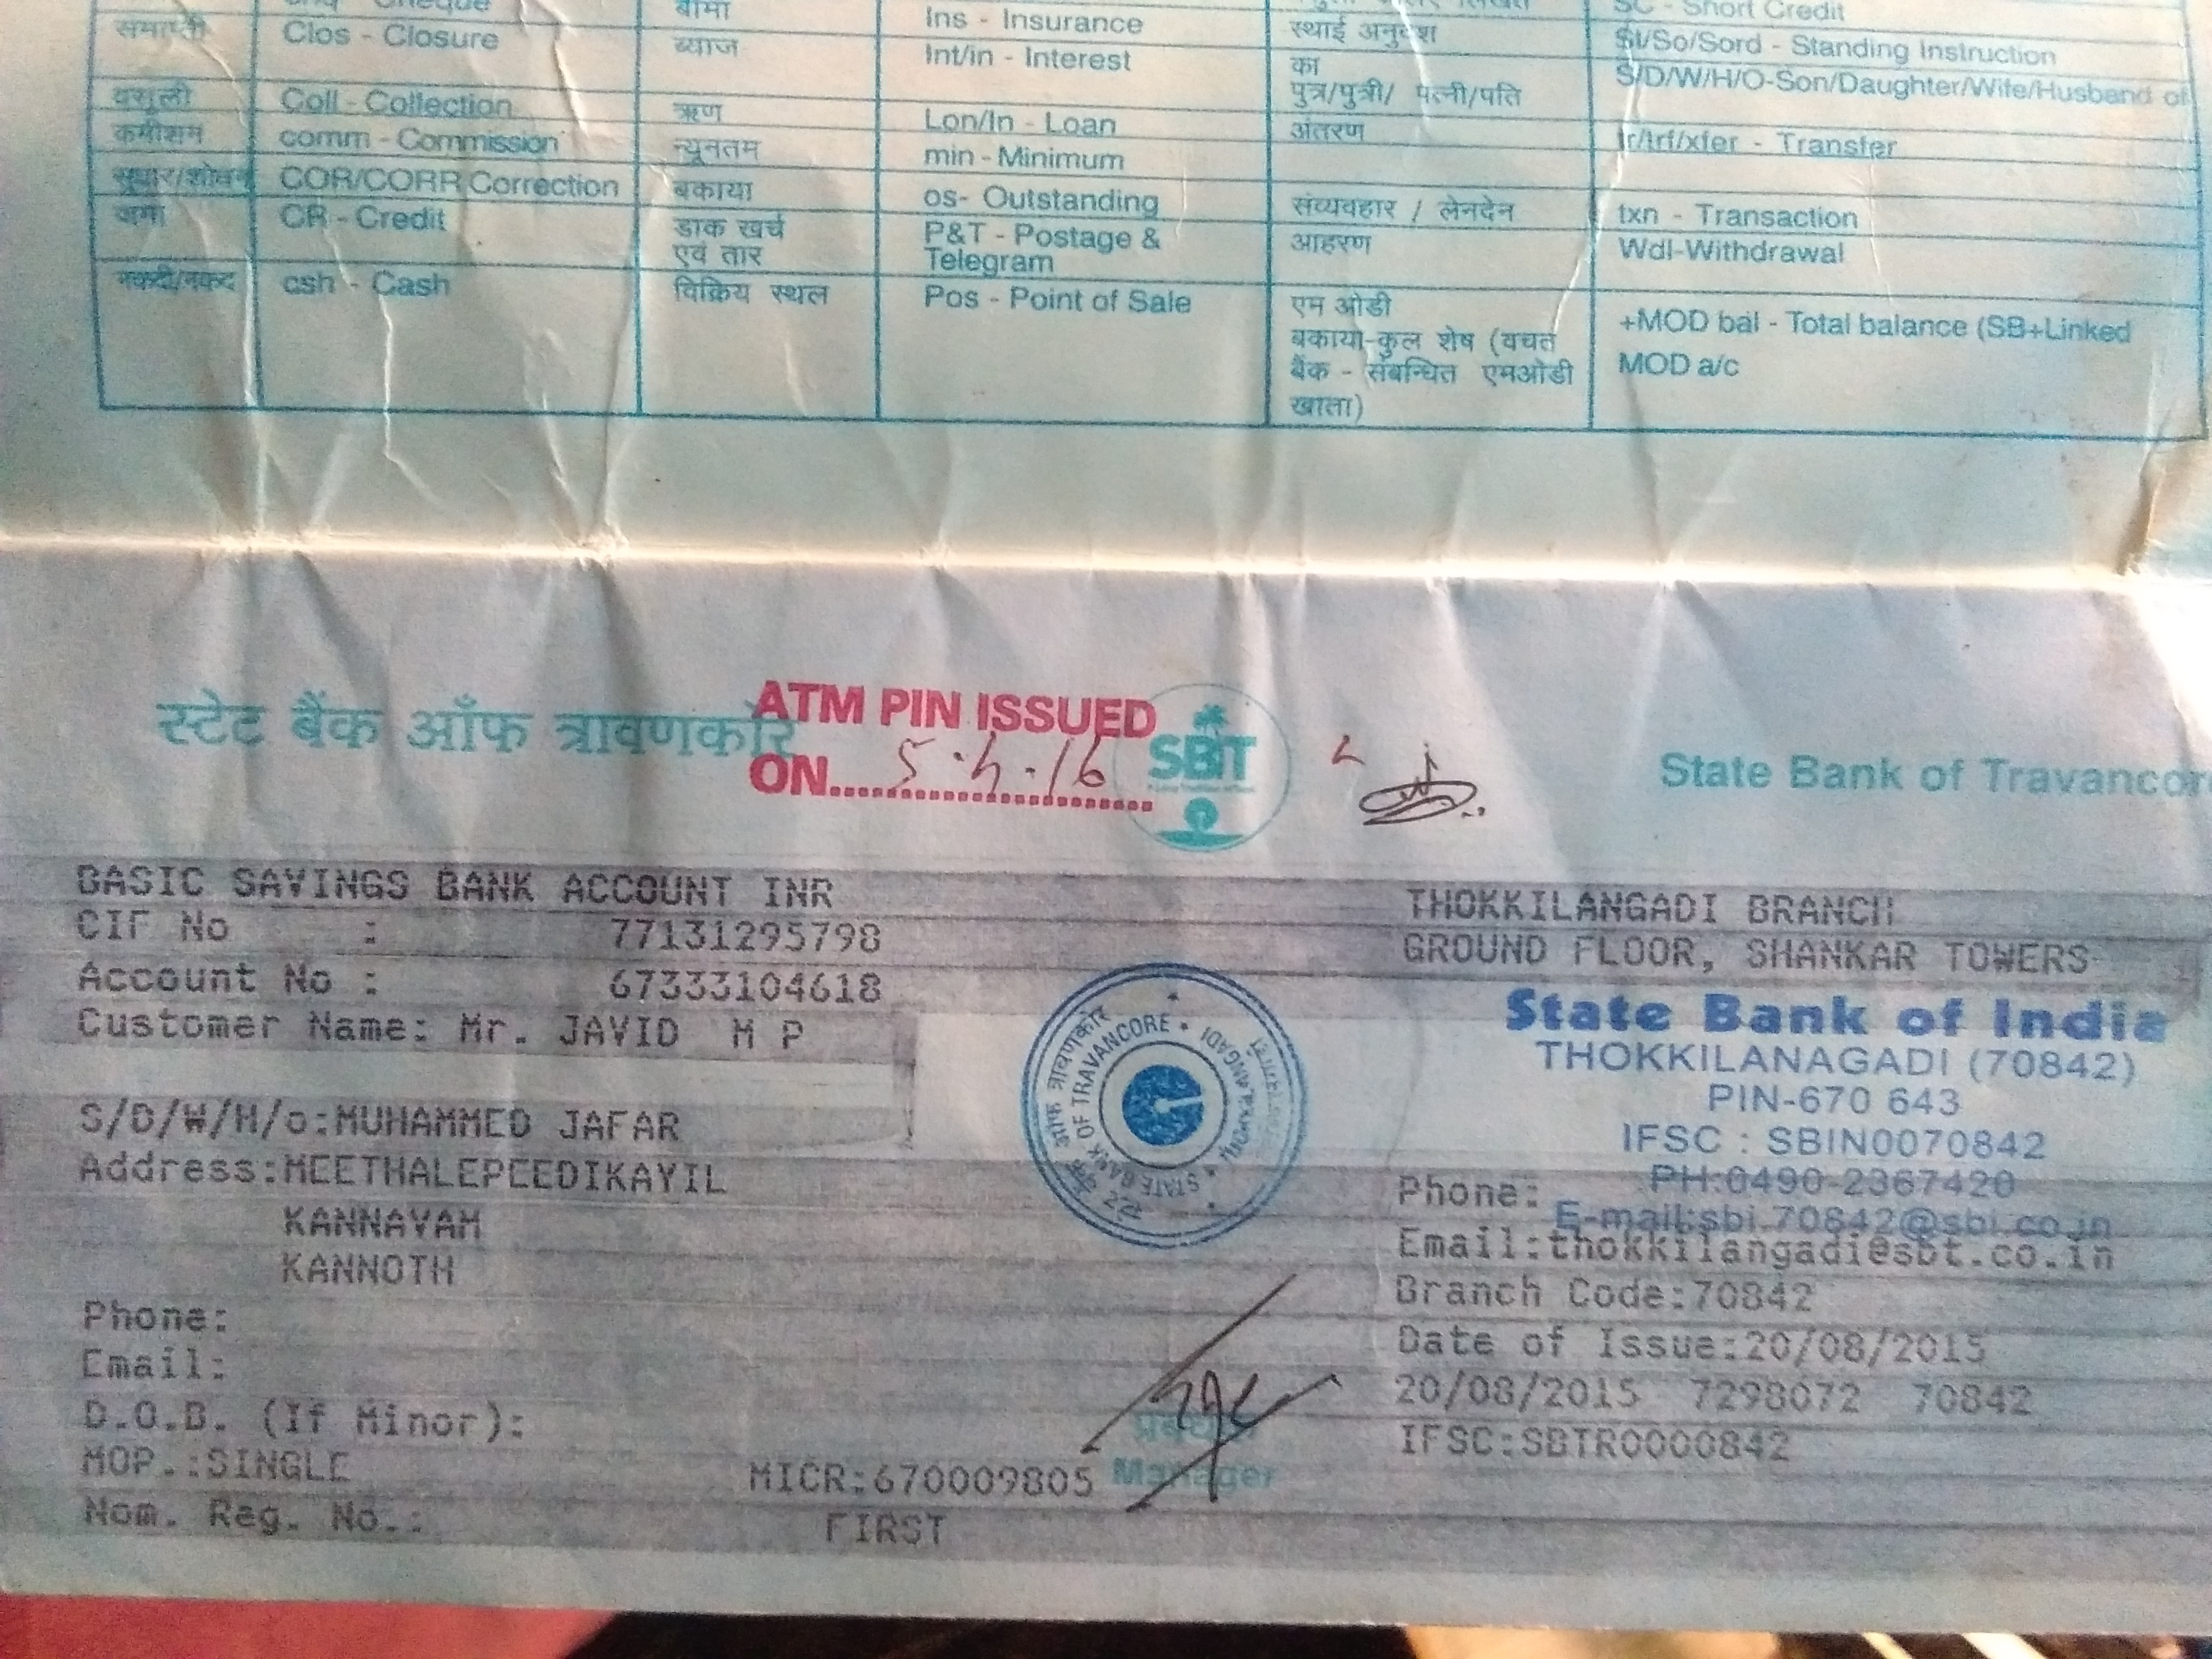 Clos - Closure
Coll - Collection
comm - Commission
COR/CORR Correction
CR - Credit
csh - Cash
समाप्ती
वसूली
कमीशन
जमा
नकदी/नकद
बीमा
ब्याज
ऋण
न्यूनतम
बकाया
डाक खर्च
एवं तार
विक्रिय स्थल
Ins - Insurance
Int/in - Interest
Lon/In - Loan
min - Minimum
os- Outstanding
P&T - Postage &
Telegram
Pos - Point of Sale
स्थाई अनुदेश
का
पुत्र/पुत्री/ पत्नी/पति
अंतरण
संव्यवहार / लेनदेन
आहरण
एम ओडी
बकाया-कुल शेष (बचत
बैंक - संबन्धित एमओडी
खाता)
SC - Short Credit
SI/So/Sord - Standing Instruction
S/D/W/H/O-Son/Daughter/Wife/Husband of
tr/trf/xfer - Transfer
txn - Transaction
Wdl-Withdrawal
+MOD bal - Total balance (SB+Linked
MOD a/c
स्टेट बैंक ऑफ त्रावणकोर
ATM PIN ISSUED
ON 5.4.16
SBT
State Bank of Travancor
BASIC SAVINGS BANK ACCOUNT INR
CIF No : 77131295798
Account No : 67333104618
Customer Name: Mr. JAVID M P
S/D/W/H/o:MUHAMMED JAFAR
Address:MEETHALEPEEDIKAYIL
KANNAVAM
KANNOTH
Phone:
Email:
D.O.B. (If Minor):
MOP.:SINGLE
Nom. Reg. No.:
MICR:670009805
FIRST
प्रबन्धक
Manager
STATE BANK OF TRAVANCORE
THOKKILANGADI
THOKKILANGADI BRANCH
GROUND FLOOR, SHANKAR TOWERS
State Bank of India
THOKKILANAGADI (70842)
PIN-670 643
IFSC : SBIN0070842
PH:0490-2367420
Phone:
E-mail:sbi.70842@sbi.co.in
Email:thokkilangadi@sbt.co.in
Branch Code:70842
Date of Issue:20/08/2015
20/08/2015 7298072 70842
IFSC:SBTR0000842